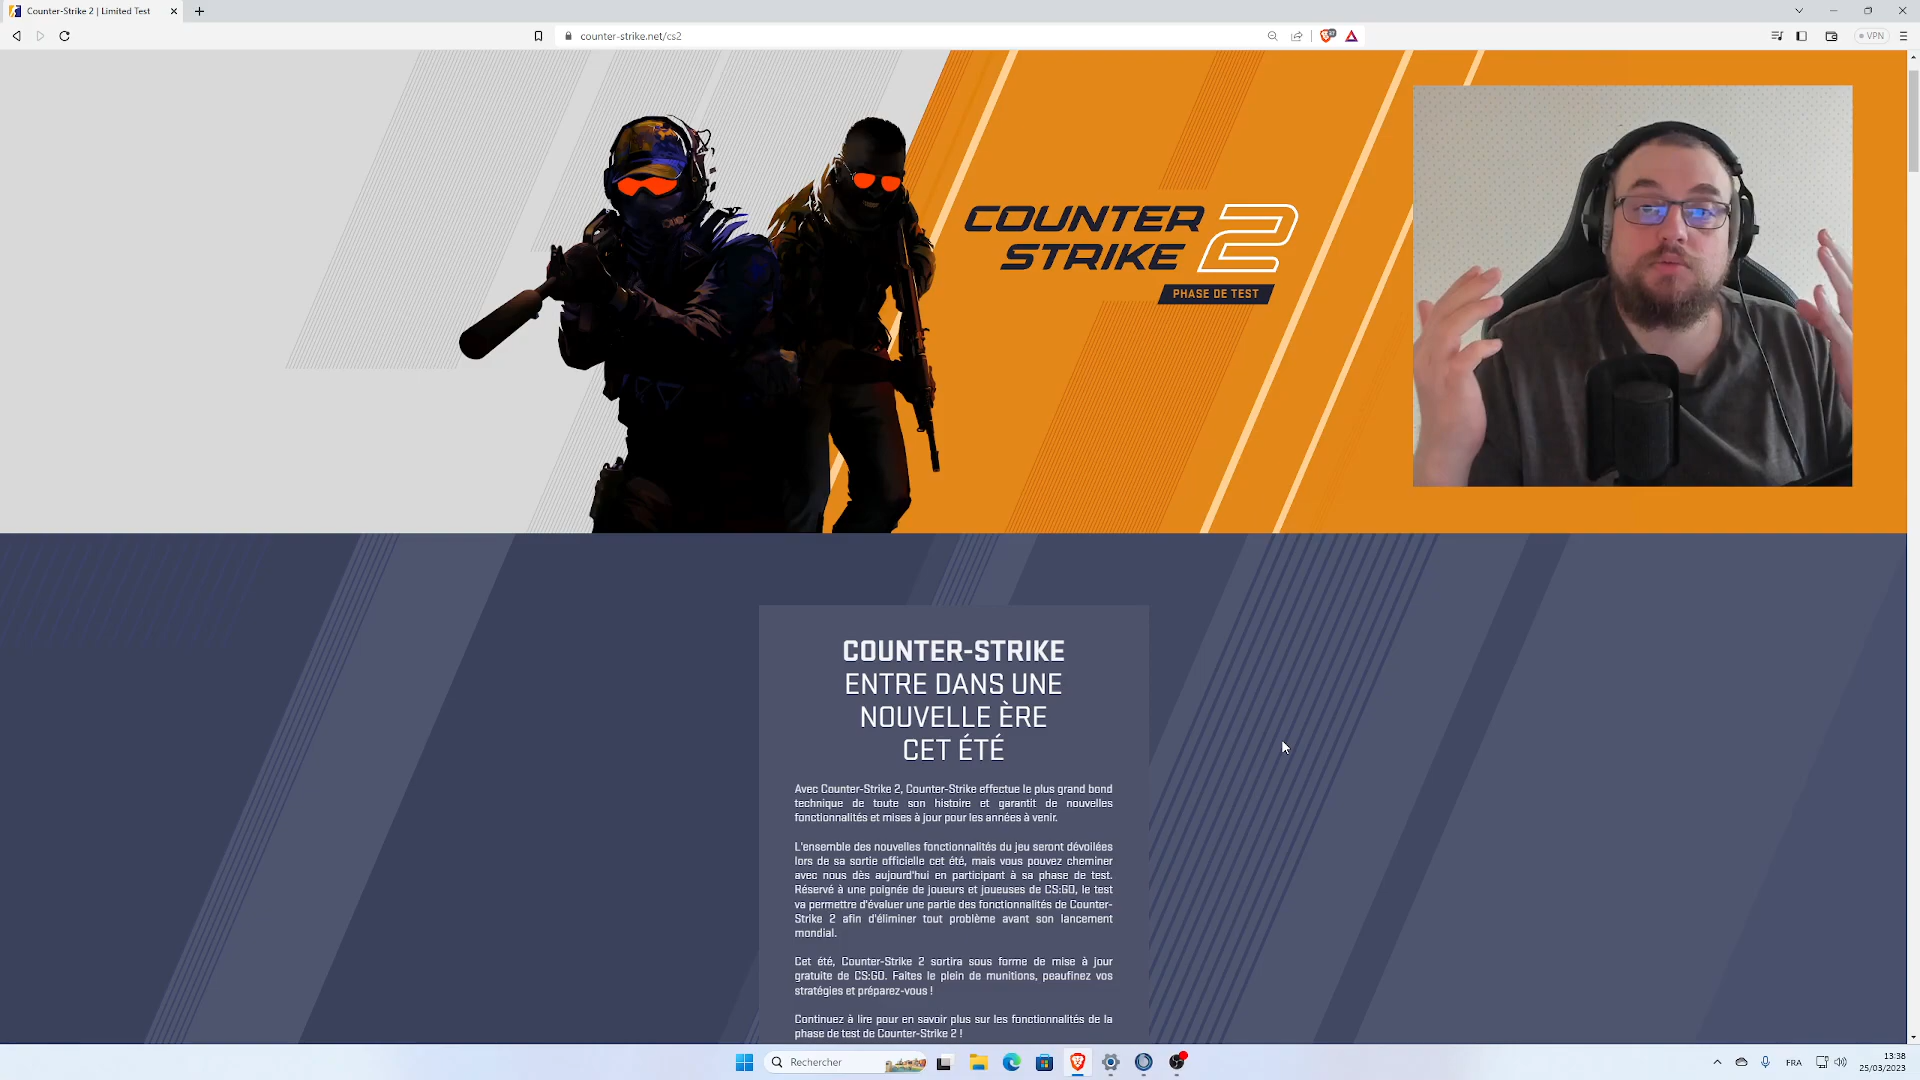 Counter-Strike 2 | Limited Test
counter-strike.net/cs2
VPN
COUNTER
STRIKE 2
PHASE DE TEST
COUNTER-STRIKE
ENTRE DANS UNE
NOUVELLE ÈRE
CET ÉTÉ
Avec Counter-Strike 2, Counter-Strike effectue le plus grand bond
technique de toute son histoire et garantit de nouvelles
fonctionnalités et mises à jour pour les années à venir.
L'ensemble des nouvelles fonctionnalités du jeu seront dévoilées
lors de sa sortie officielle cet été, mais vous pouvez cheminer
avec nous dès aujourd'hui en participant à sa phase de test.
Réservé à une poignée de joueurs et joueuses de CS:GO, le test
va permettre d'évaluer une partie des fonctionnalités de Counter-
Strike 2 afin d'éliminer tout problème avant son lancement
mondial.
Cet été, Counter-Strike 2 sortira sous forme de mise à jour
gratuite de CS:GO. Faites le plein de munitions, peaufinez vos
stratégies et préparez-vous !
Continuez à lire pour en savoir plus sur les fonctionnalités de la
phase de test de Counter-Strike 2 !
Rechercher
FRA
13:38
25/03/2023